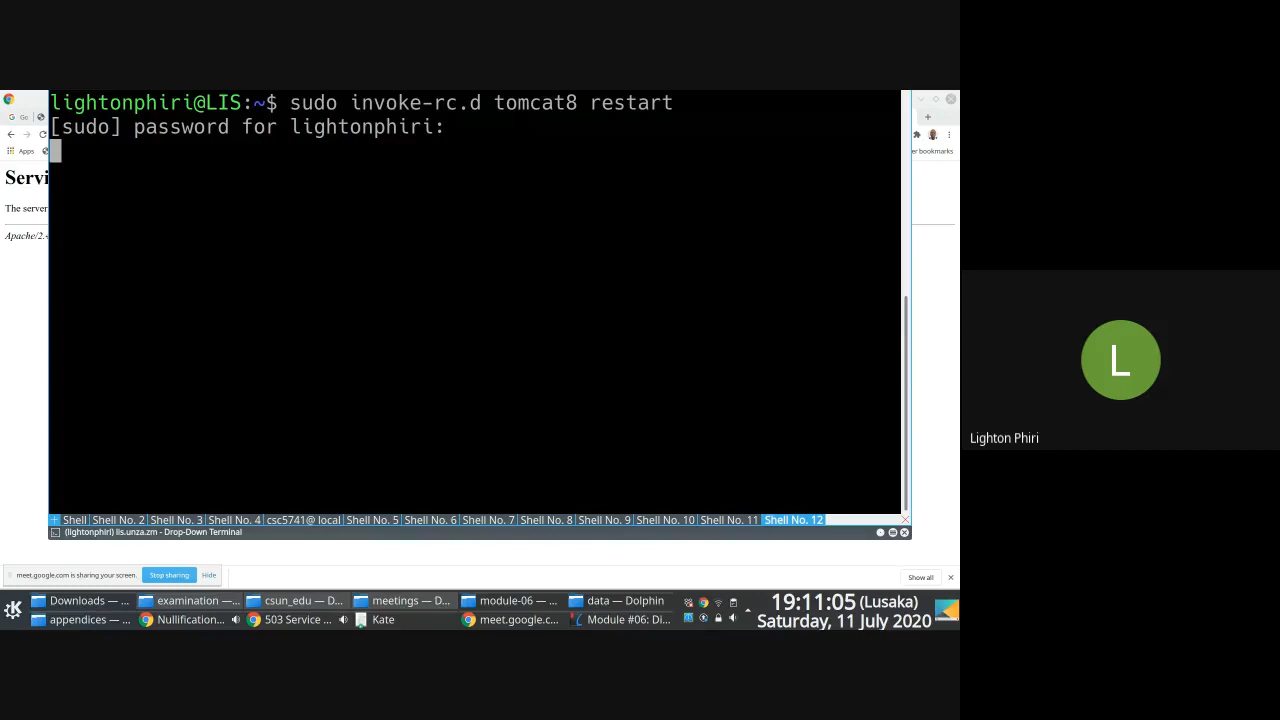 lightonphiri@LIS:~$ sudo invoke-rc.d tomcat8 restart
[sudo] password for lightonphiri:
Go
Apps
er bookmarks
Servi
The server
Apache/2.
L
Lighton Phiri
Shell Shell No. 2 Shell No. 3 Shell No. 4 csc5741@ local Shell No. 5 Shell No. 6 Shell No. 7 Shell No. 8 Shell No. 9 Shell No. 10 Shell No. 11 Shell No. 12
(lightonphiri) lis.unza.zm - Drop-Down Terminal
meet.google.com is sharing your screen. Stop sharing Hide
Show all
Downloads — ... examination —... csun_edu — D... meetings — D... module-06 — ... data — Dolphin
appendices — ... Nullification... 503 Service ... Kate meet.google.c... Module #06: Di...
19:11:05 (Lusaka)
Saturday, 11 July 2020